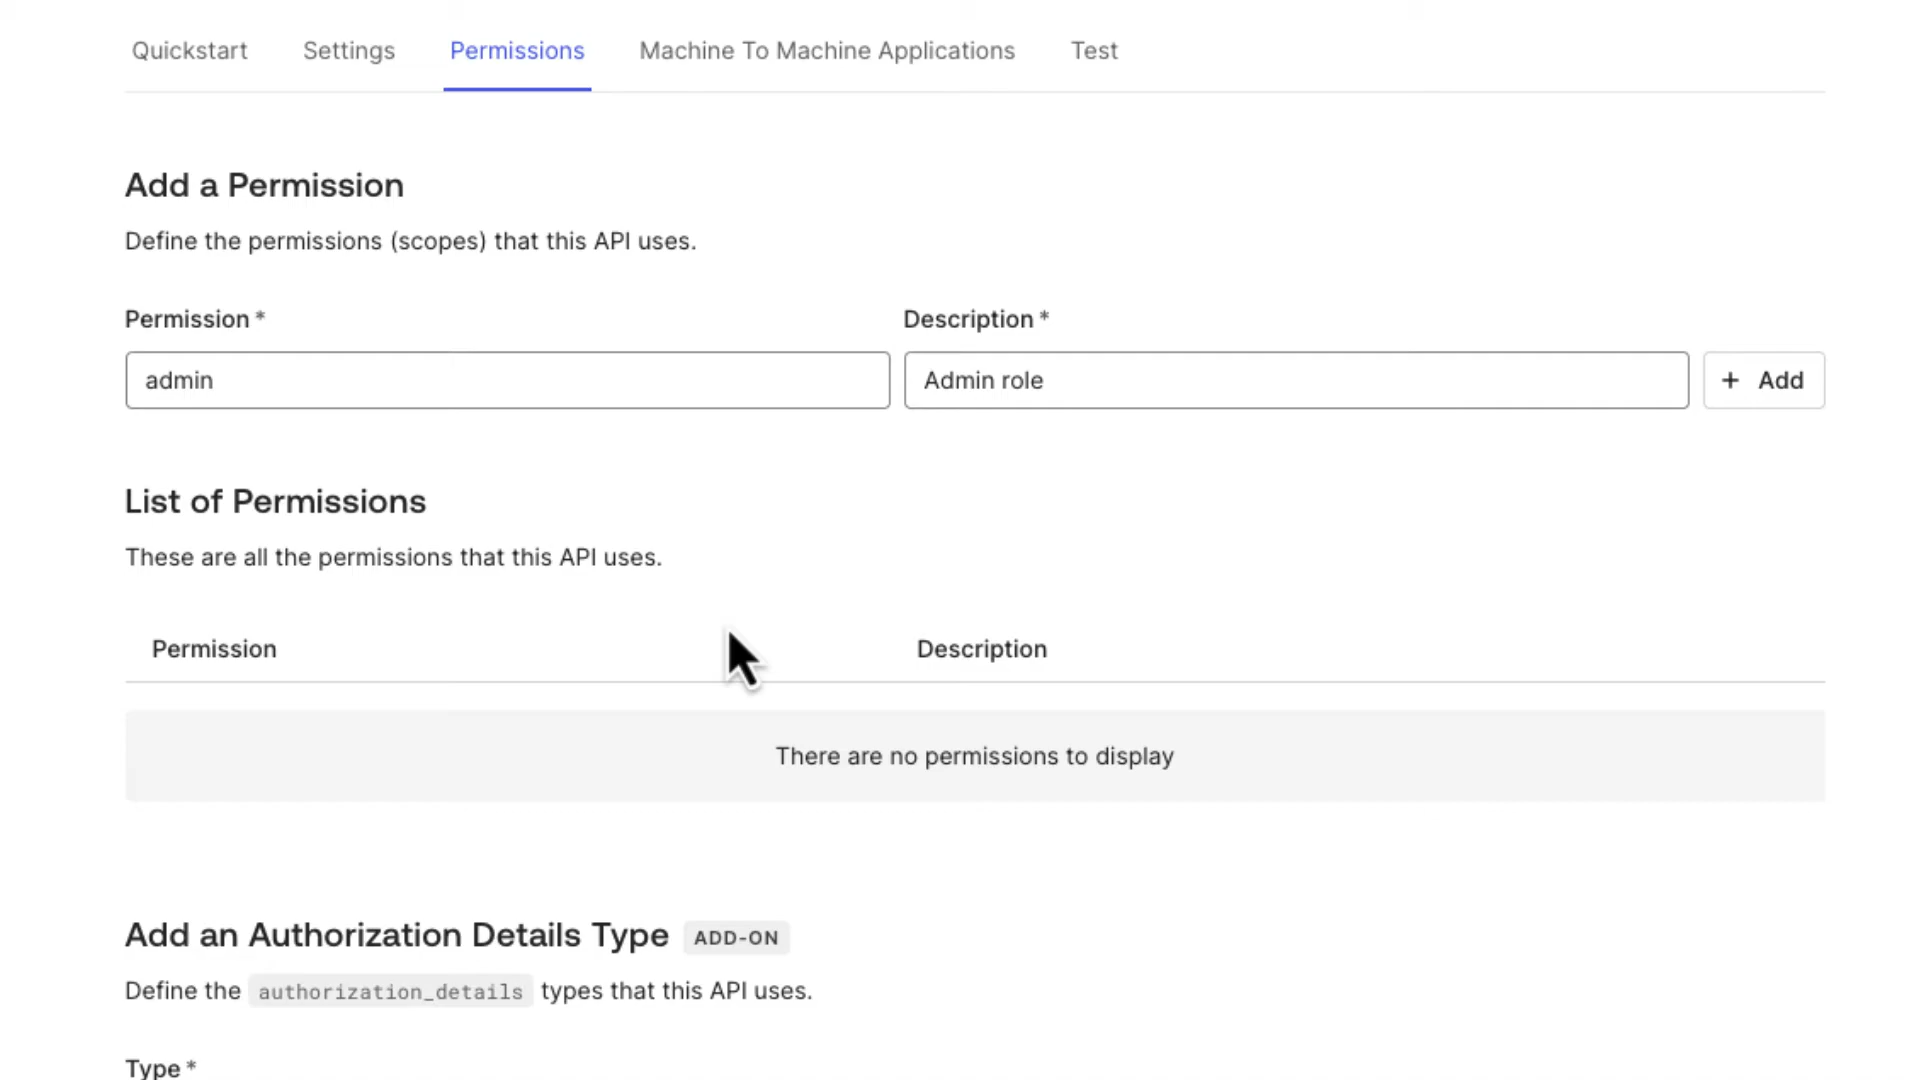 Quickstart Settings Permissions Machine To Machine Applications Test
Add a Permission
Define the permissions (scopes) that this API uses.
Permission * Description *
admin Admin role + Add
List of Permissions
These are all the permissions that this API uses.
Permission Description
There are no permissions to display
Add an Authorization Details Type ADD-ON
Define the authorization_details types that this API uses.
Type *